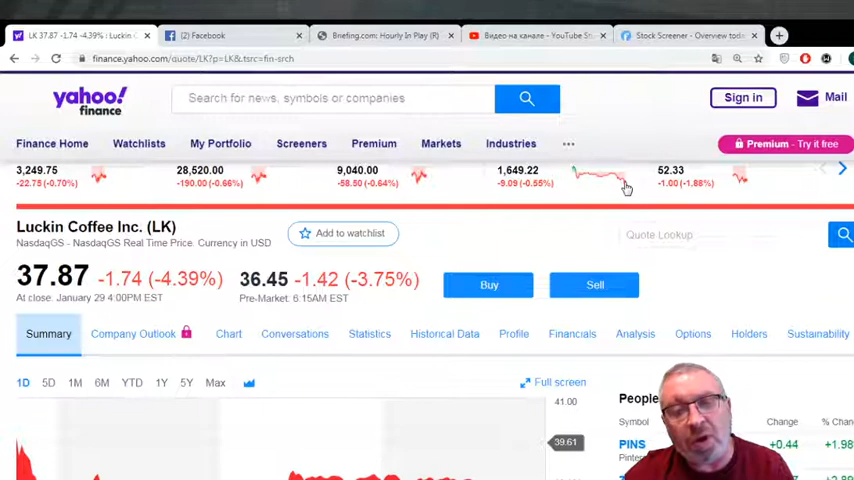 LK 37.87 -1.74 -4.39% | Luckin C
(2) Facebook
Briefing.com: Hourly In Play (R)
Видео на канале - YouTube St
Stock Screener - Overview toda
finance.yahoo.com/quote/LK?p=LK&.tsrc=fin-srch
yahoo!
finance
Search for news, symbols or companies
Sign in
Mail
Finance Home
Watchlists
My Portfolio
Screeners
Premium
Markets
Industries
Premium - Try it free
3,249.75
-22.75 (-0.70%)
28,520.00
-190.00 (-0.66%)
9,040.00
-58.50 (-0.64%)
1,649.22
-9.09 (-0.55%)
52.33
-1.00 (-1.88%)
Luckin Coffee Inc. (LK)
NasdaqGS - NasdaqGS Real Time Price. Currency in USD
Add to watchlist
Quote Lookup
37.87 -1.74 (-4.39%)
At close: January 29 4:00PM EST
36.45 -1.42 (-3.75%)
Pre-Market: 6:15AM EST
Buy
Sell
Summary
Company Outlook
Chart
Conversations
Statistics
Historical Data
Profile
Financials
Analysis
Options
Holders
Sustainability
1D 5D 1M 6M YTD 1Y 5Y Max
Full screen
41.00
39.61
People
Symbol
Change
% Chan
PINS
+0.44
+1.98
Pinter